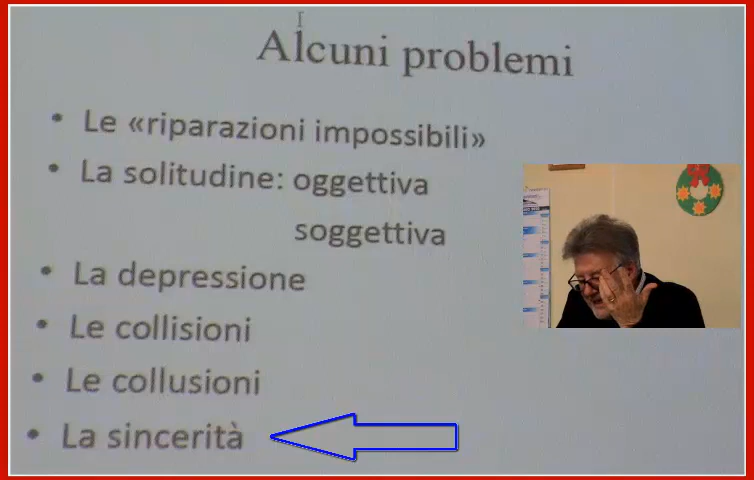 Alcuni problemi
• Le «riparazioni impossibili»
• La solitudine: oggettiva
soggettiva
• La depressione
• Le collisioni
• Le collusioni
• La sincerità